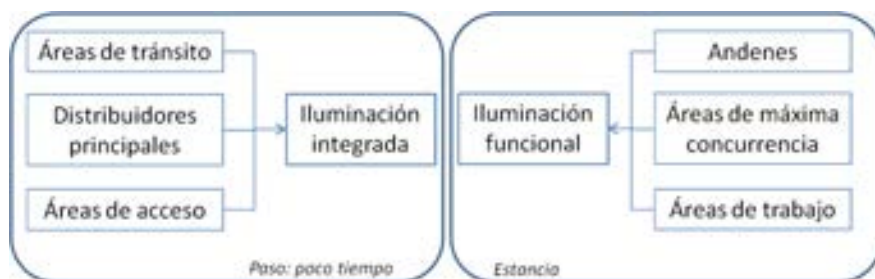 Áreas de tránsito
Distribuidores
principales
Áreas de acceso
Iluminación
integrada
Paso: poco tiempo
Iluminación
funcional
Andenes
Áreas de máxima
concurrencia
Áreas de trabajo
Estancia